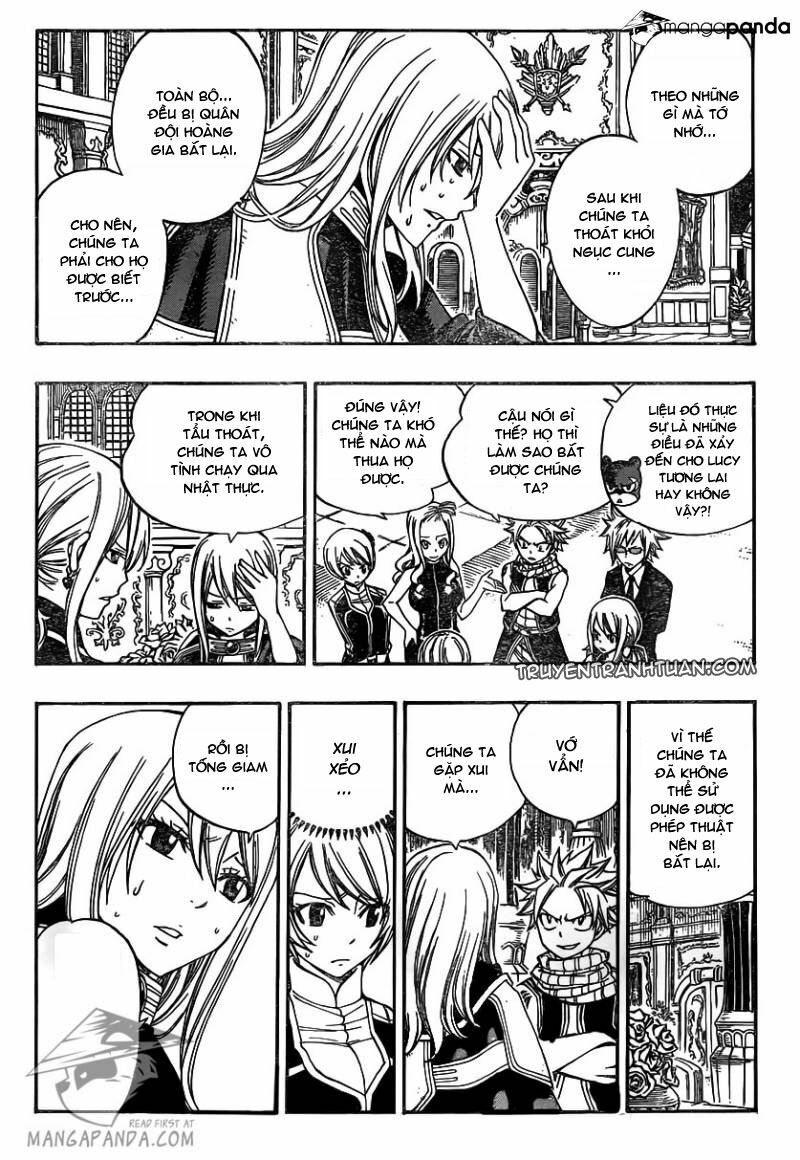 mangapanda
THEO NHỮNG
GÌ MÀ TỚ
NHỚ...
SAU KHI
CHÚNG TA
THOÁT KHỎI
NGỤC CUNG
...
TOÀN BỘ...
ĐỀU BỊ QUÂN
ĐỘI HOÀNG
GIA BẮT LẠI.
CHO NÊN,
CHÚNG TA
PHẢI CHO HỌ
ĐƯỢC BIẾT
TRƯỚC...
LIỆU ĐÓ THỰC
SỰ LÀ NHỮNG
ĐIỀU ĐÃ XẢY
ĐẾN CHO LUCY
TƯƠNG LAI
HAY KHÔNG
VẬY?!
CẬU NÓI GÌ
THẾ? HỌ THÌ
LÀM SAO BẮT
ĐƯỢC CHÚNG
TA?
ĐÚNG VẬY!
CHÚNG TA KHÓ
THỂ NÀO MÀ
THUA HỌ
ĐƯỢC.
TRONG KHI
TẨU THOÁT,
CHÚNG TA VÔ
TÌNH CHẠY QUA
NHẬT THỰC.
TRUYENTRANHTUAN.COM
VÌ THẾ
CHÚNG TA
ĐÃ KHÔNG
THỂ SỬ
DỤNG ĐƯỢC
PHÉP THUẬT
NÊN BỊ
BẮT LẠI.
VỚ
VẨN!
CHÚNG TA
GẶP XUI
MÀ...
XUI
XẺO
...
RỒI BỊ
TỐNG GIAM
...
READ FIRST AT
MANGAPANDA.COM